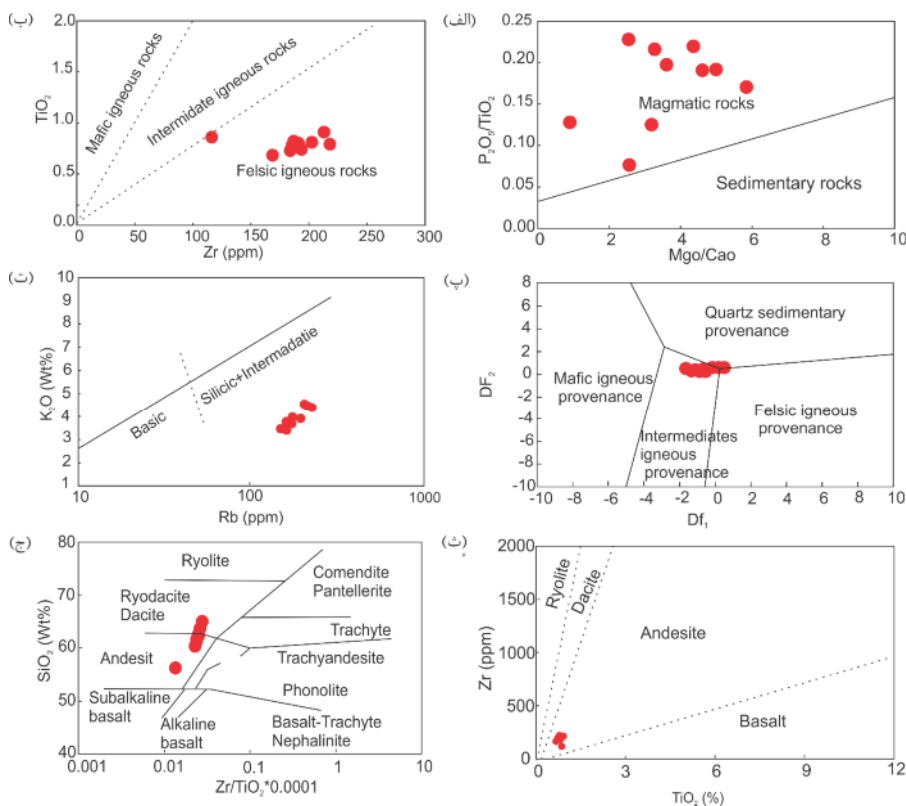 (الف
P₂O₅/TiO₂
0.25
0.20
0.15
0.10
0.05
0.00
Magmatic rocks
Sedimentary rocks
0 2 4 6 8 10
Mgo/Cao
(ب
TiO₂
2.0
1.5
1.0
0.5
0.0
Mafic igneous rocks
Intermidate igneous rocks
Felsic igneous rocks
0 50 100 150 200 250 300
Zr (ppm)
(پ
DF₂
8
6
4
2
0
-2
-4
-6
-8
-10
Quartz sedimentary
provenance
Mafic igneous
provenance
Felsic igneous
provenance
Intermediates
igneous
provenance
-10 -8 -6 -4 -2 0 2 4 6 8 10
Df₁
(ت
K₂O (Wt%)
10
9
8
7
6
5
4
3
2
1
Basic
Silicic+Intermadatie
10 100 1000
Rb (ppm)
(ث
Zr (ppm)
2000
1500
1000
500
0
Ryolite
Dacite
Andesite
Basalt
0 3 6 9 12
TiO₂ (%)
(ج
SiO₂ (Wt%)
80
70
60
50
40
Ryolite
Comendite
Pantellerite
Ryodacite
Dacite
Trachyte
Andesit
Trachyandesite
Subalkaline
basalt
Phonolite
Alkaline
basalt
Basalt-Trachyte
Nephalinite
0.001 0.01 0.1 1 10
Zr/TiO₂*0.0001